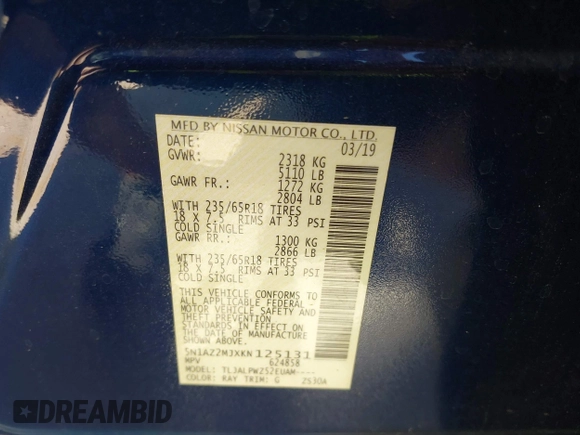 MFD BY NISSAN MOTOR CO., LTD.
DATE: 03/19
GVWR: 2318 KG
5110 LB
GAWR FR.: 1272 KG
2804 LB
WITH 235/65R18 TIRES
18 X 7.5 RIMS AT 33 PSI
COLD SINGLE
GAWR RR.: 1300 KG
2866 LB
WITH 235/65R18 TIRES
18 X 7.5 RIMS AT 33 PSI
COLD SINGLE
THIS VEHICLE CONFORMS TO
ALL APPLICABLE FEDERAL
MOTOR VEHICLE SAFETY AND
THEFT PREVENTION
STANDARDS IN EFFECT ON
THE DATE OF MANUFACTURE
SHOWN ABOVE.
5N1AZ2MJXKN125131
MPV 624858
MODEL: TLJALPWZ52EUAM----
COLOR: RAY TRIM: G 2530A
DREAMBID
AUTO AUCTION